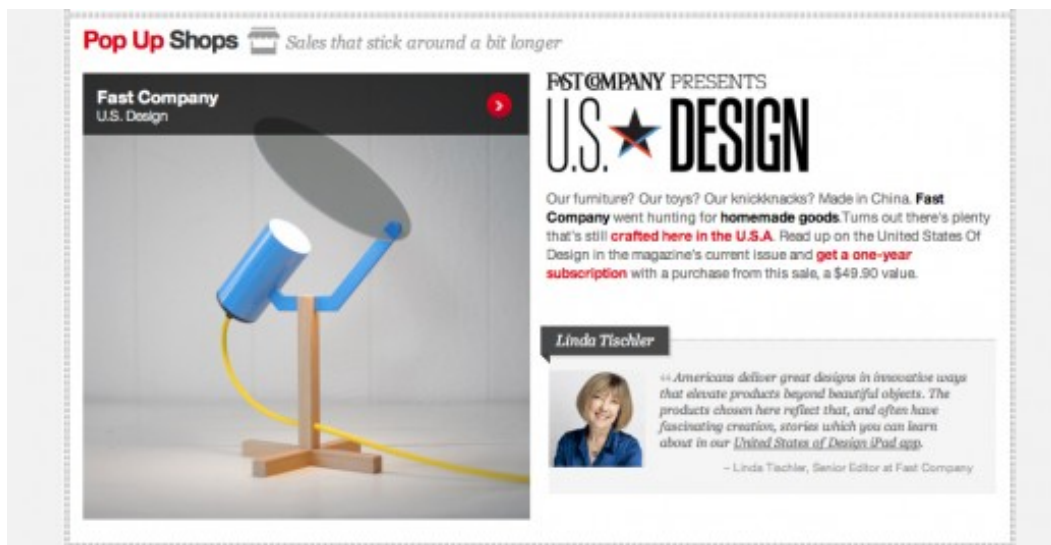 Pop Up Shops Sales that stick around a bit longer
Fast Company
U.S. Design
FAST COMPANY PRESENTS
U.S. DESIGN
Our furniture? Our toys? Our knickknacks? Made in China. Fast
Company went hunting for homemade goods.Turns out there's plenty
that's still crafted here in the U.S.A. Read up on the United States Of
Design in the magazine's current issue and get a one-year
subscription with a purchase from this sale, a $49.90 value.
Linda Tischler
“Americans deliver great designs in innovative ways
that elevate products beyond beautiful objects. The
products chosen here reflect that, and often have
fascinating creation, stories which you can learn
about in our United States of Design iPad app.
– Linda Tischler, Senior Editor at Fast Company